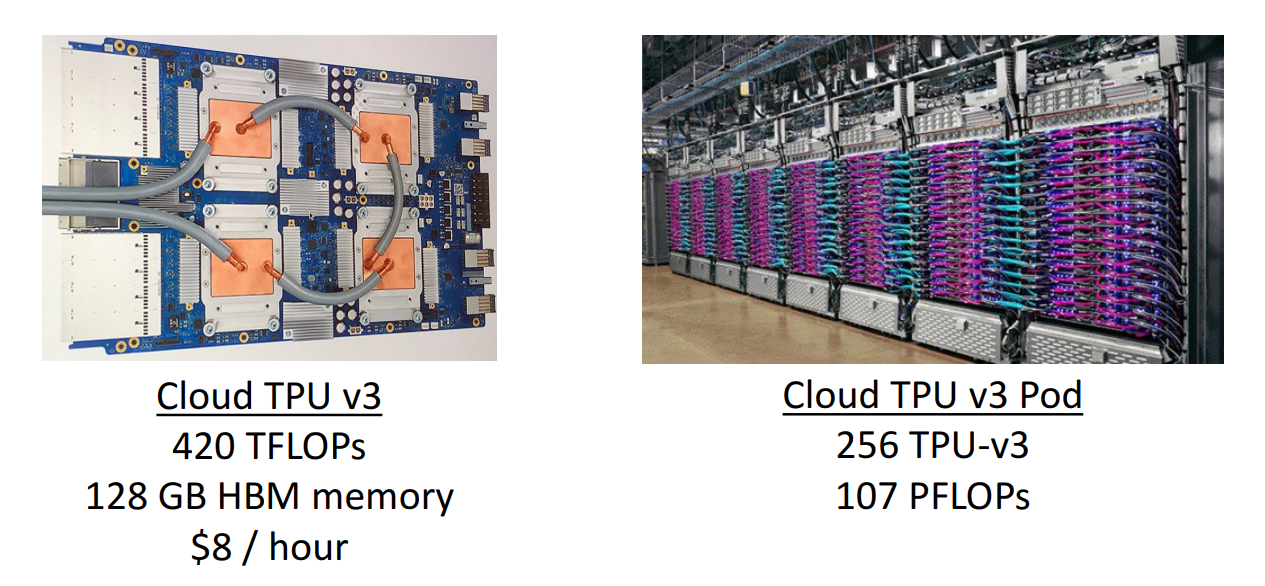 Cloud TPU v3
420 TFLOPs
128 GB HBM memory
$8 / hour
Cloud TPU v3 Pod
256 TPU-v3
107 PFLOPs